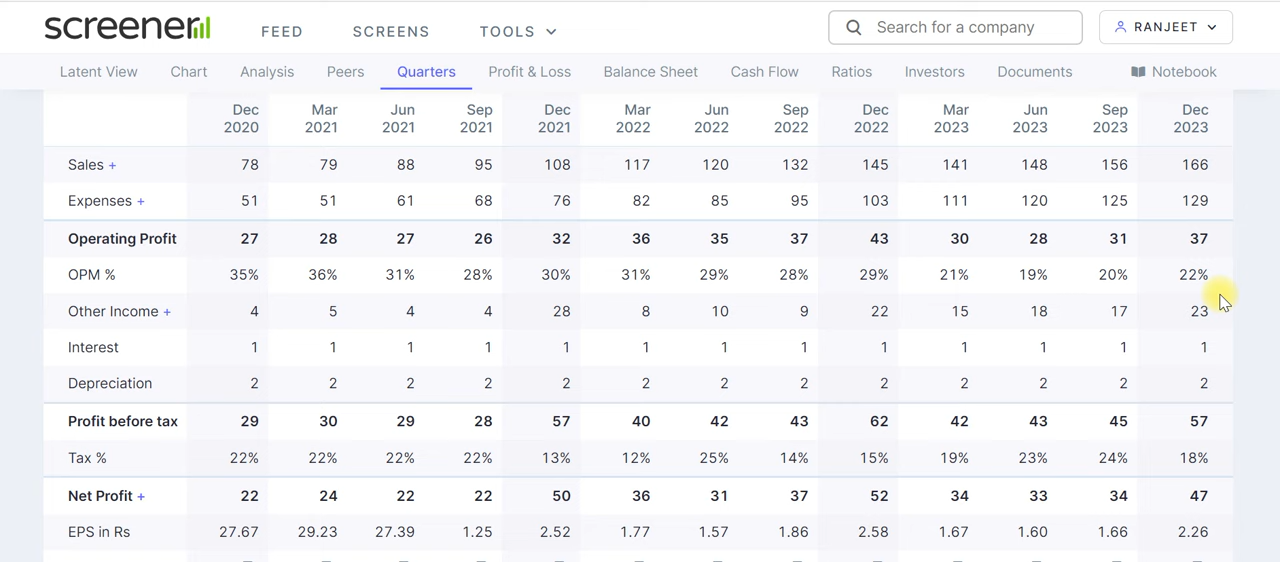 screener FEED SCREENS TOOLS Search for a company RANJEET
Latent View Chart Analysis Peers Quarters Profit & Loss Balance Sheet Cash Flow Ratios Investors Documents Notebook
Dec Mar Jun Sep Dec Mar Jun Sep Dec Mar Jun Sep Dec
2020 2021 2021 2021 2021 2022 2022 2022 2022 2023 2023 2023 2023
Sales + 78 79 88 95 108 117 120 132 145 141 148 156 166
Expenses + 51 51 61 68 76 82 85 95 103 111 120 125 129
Operating Profit 27 28 27 26 32 36 35 37 43 30 28 31 37
OPM % 35% 36% 31% 28% 30% 31% 29% 28% 29% 21% 19% 20% 22%
Other Income + 4 5 4 4 28 8 10 9 22 15 18 17 23
Interest 1 1 1 1 1 1 1 1 1 1 1 1 1
Depreciation 2 2 2 2 2 2 2 2 2 2 2 2 2
Profit before tax 29 30 29 28 57 40 42 43 62 42 43 45 57
Tax % 22% 22% 22% 22% 13% 12% 25% 14% 15% 19% 23% 24% 18%
Net Profit + 22 24 22 22 50 36 31 37 52 34 33 34 47
EPS in Rs 27.67 29.23 27.39 1.25 2.52 1.77 1.57 1.86 2.58 1.67 1.60 1.66 2.26